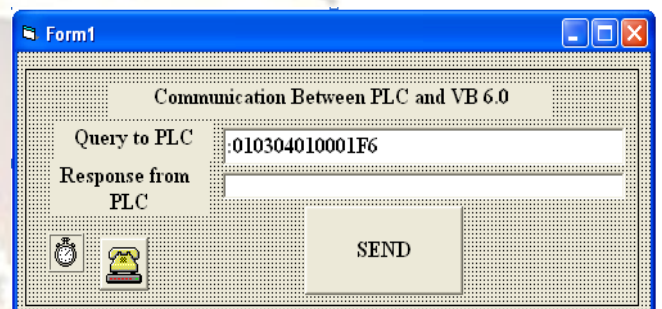 Form1
Communication Between PLC and VB 6.0
Query to PLC
:010304010001F6
Response from
PLC
SEND